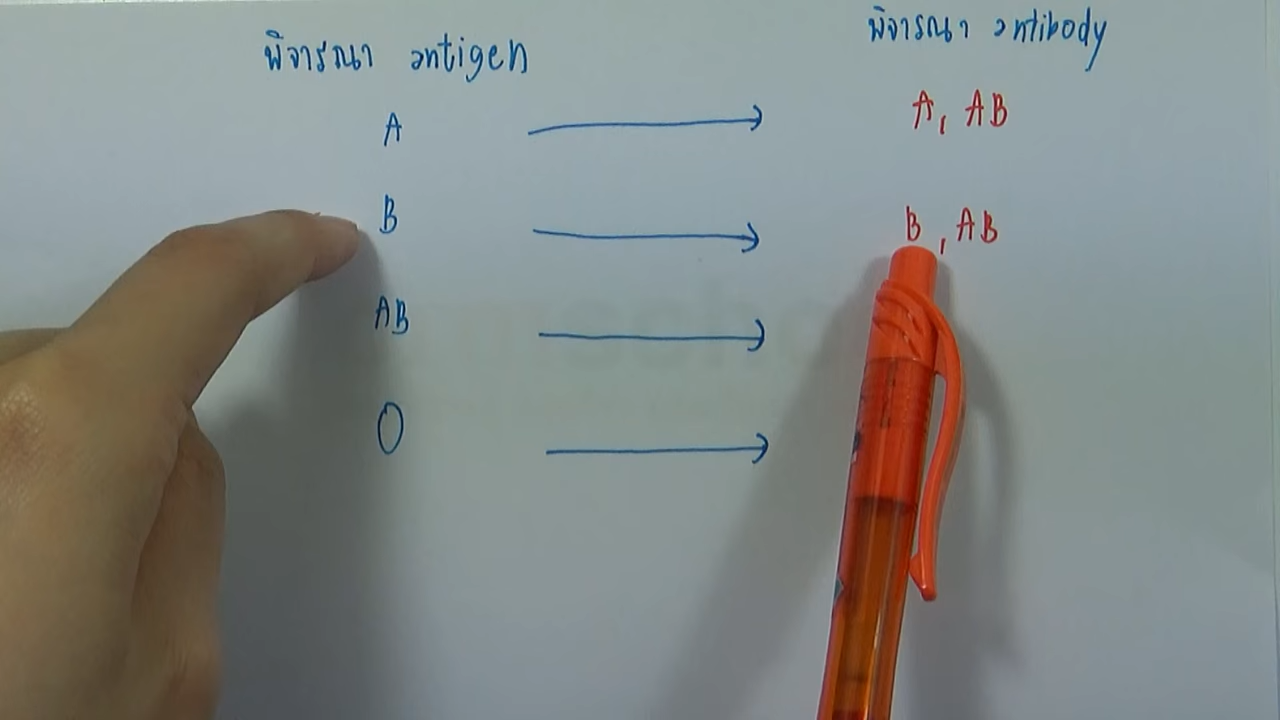 พิจารณา antigen
พิจารณา antibody
A → A, AB
B → B, AB
AB →
O →